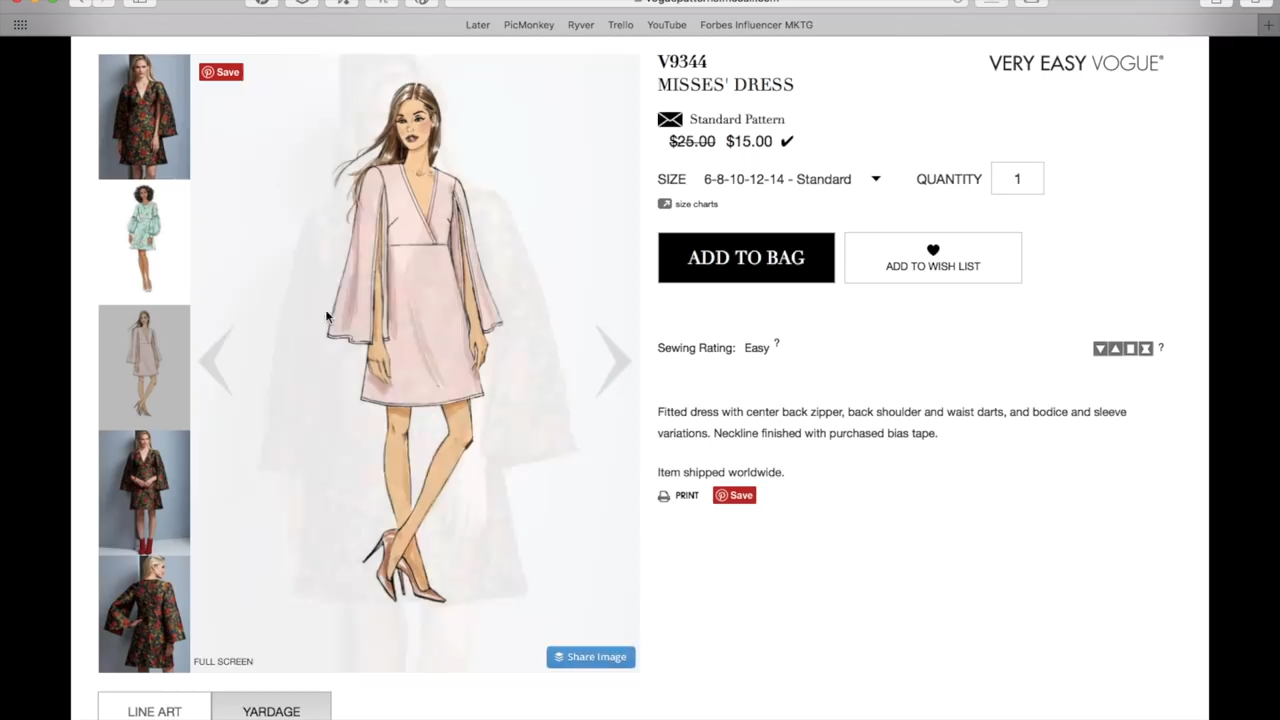 Later PicMonkey Ryver Trello YouTube Forbes Influencer MKTG
Save
V9344
MISSES' DRESS
VERY EASY VOGUE
Standard Pattern
$25.00 $15.00 ✔
SIZE 6-8-10-12-14 - Standard QUANTITY 1
size charts
ADD TO BAG
ADD TO WISH LIST
Sewing Rating: Easy ?
?
Fitted dress with center back zipper, back shoulder and waist darts, and bodice and sleeve
variations. Neckline finished with purchased bias tape.
Item shipped worldwide.
PRINT Save
FULL SCREEN
Share Image
LINE ART YARDAGE